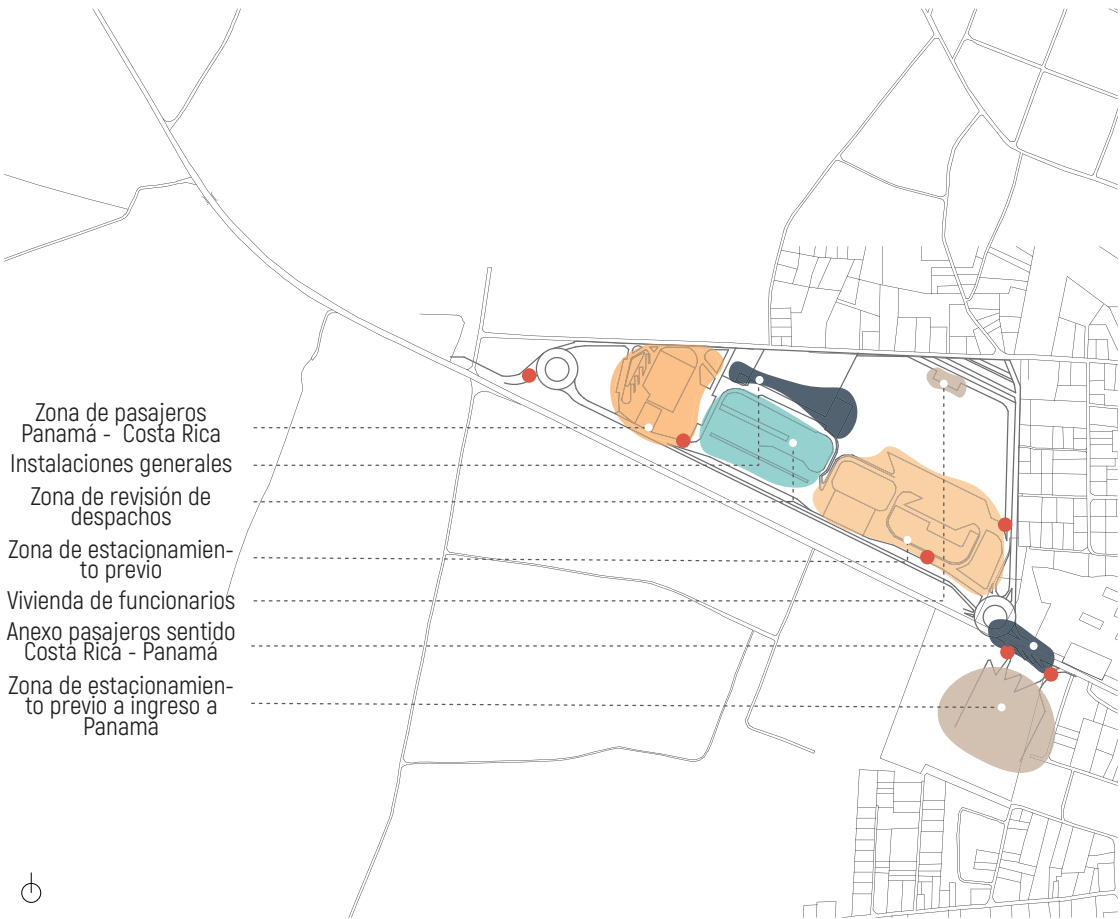 Zona de pasajeros
Panamá - Costa Rica
Instalaciones generales
Zona de revisión de
despachos
Zona de estacionamien-
to previo
Vivienda de funcionarios
Anexo pasajeros sentido
Costa Rica - Panamá
Zona de estacionamien-
to previo a ingreso a
Panamá